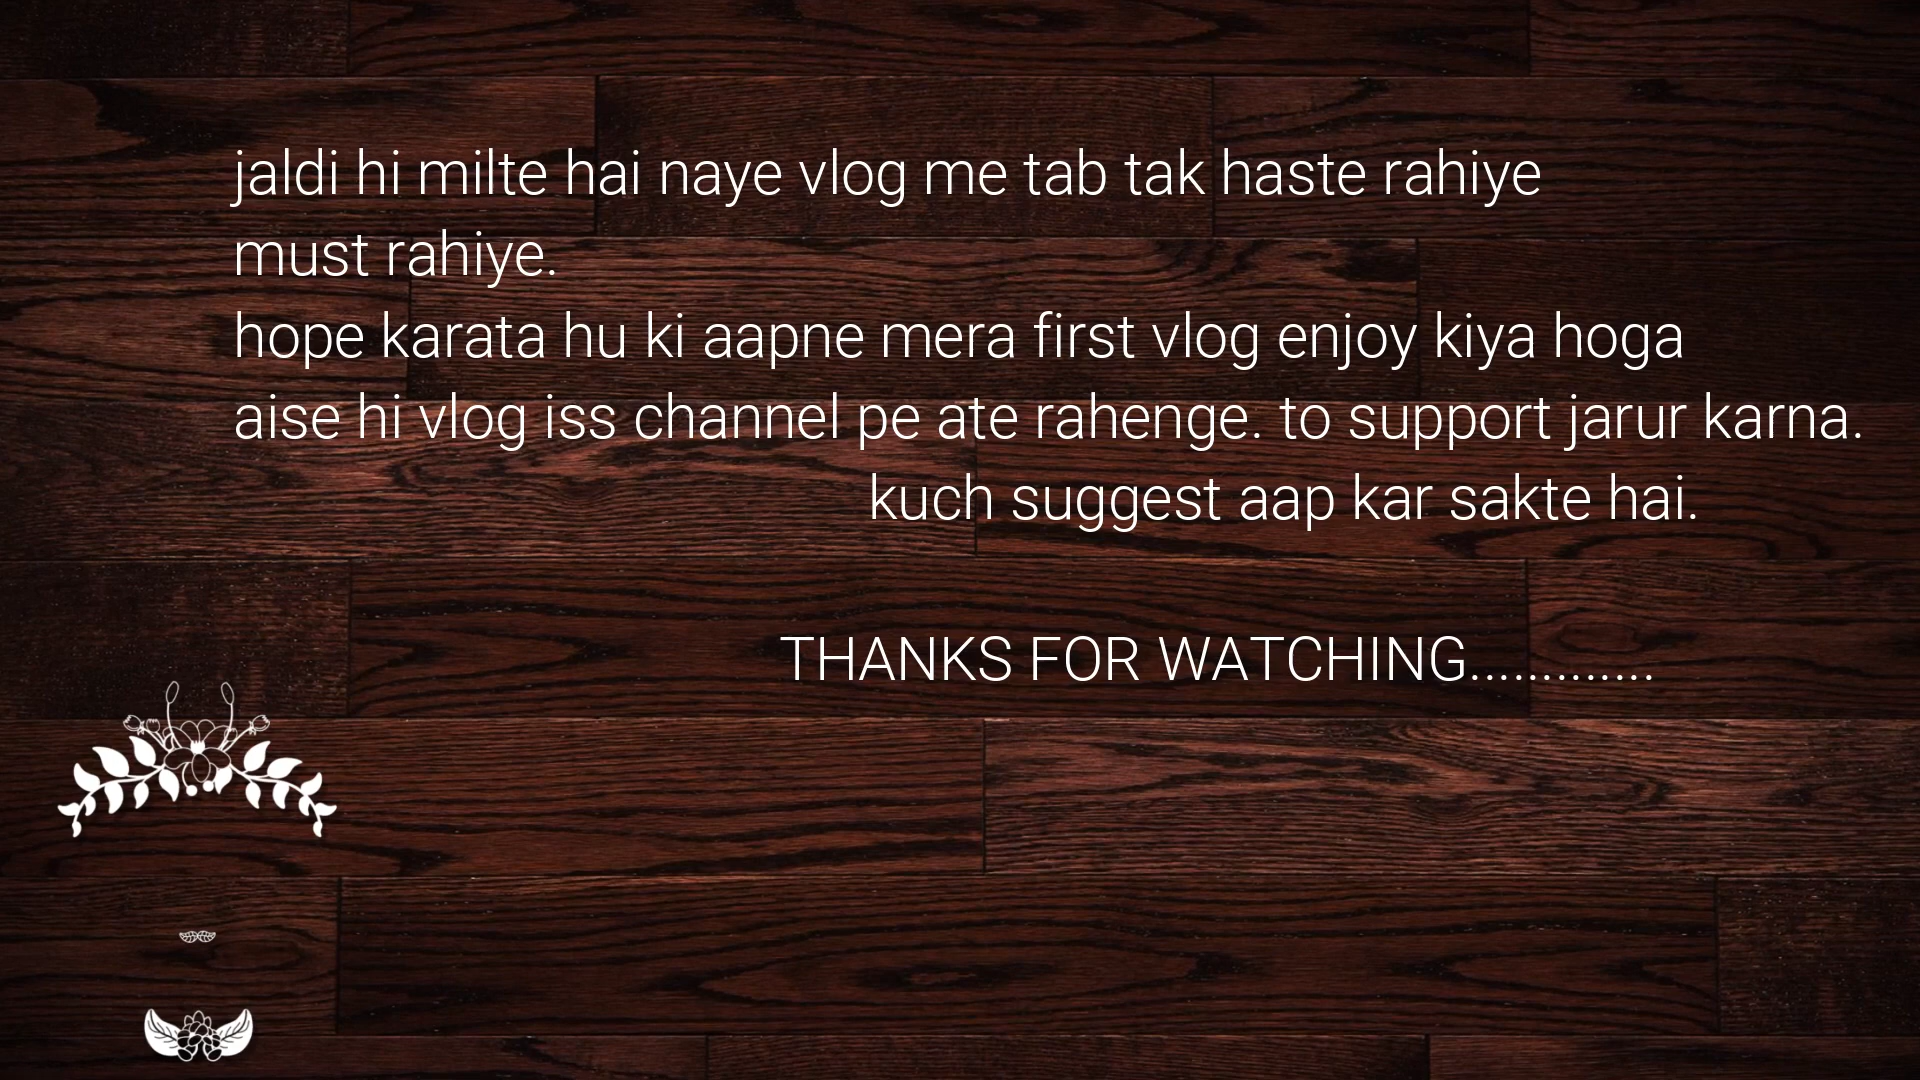 jaldi hi milte hai naye vlog me tab tak haste rahiye
must rahiye.
hope karata hu ki aapne mera first vlog enjoy kiya hoga
aise hi vlog iss channel pe ate rahenge. to support jarur karna.
kuch suggest aap kar sakte hai.
THANKS FOR WATCHING.............